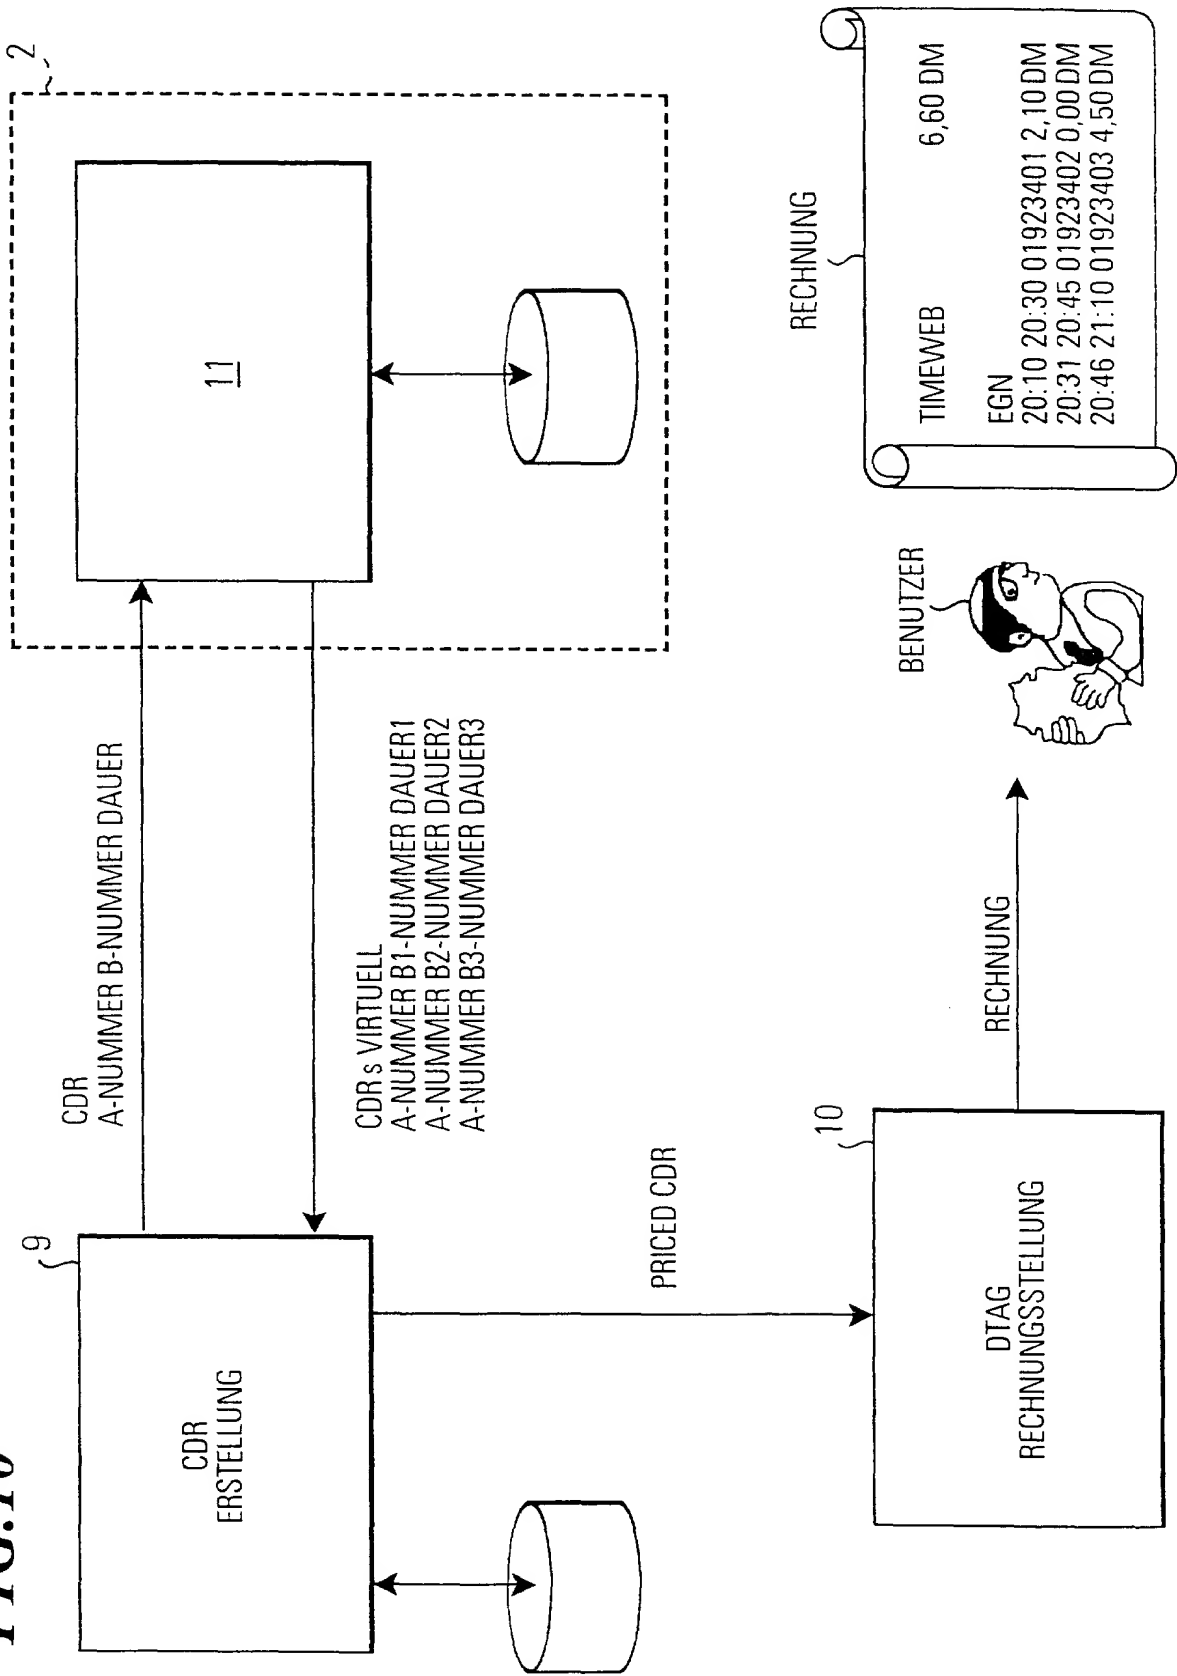 FIG.10
9
CDR
ERSTELLUNG
CDR
A-NUMMER B-NUMMER DAUER
CDRs VIRTUELL
A-NUMMER B1-NUMMER DAUER1
A-NUMMER B2-NUMMER DAUER2
A-NUMMER B3-NUMMER DAUER3
2
11
PRICED CDR
10
DTAG
RECHNUNGSSTELLUNG
RECHNUNG
BENUTZER
RECHNUNG
TIMEWEB 6,60 DM
EGN
20:10 20:30 01923401 2,10 DM
20:31 20:45 01923402 0,00 DM
20:46 21:10 01923403 4,50 DM